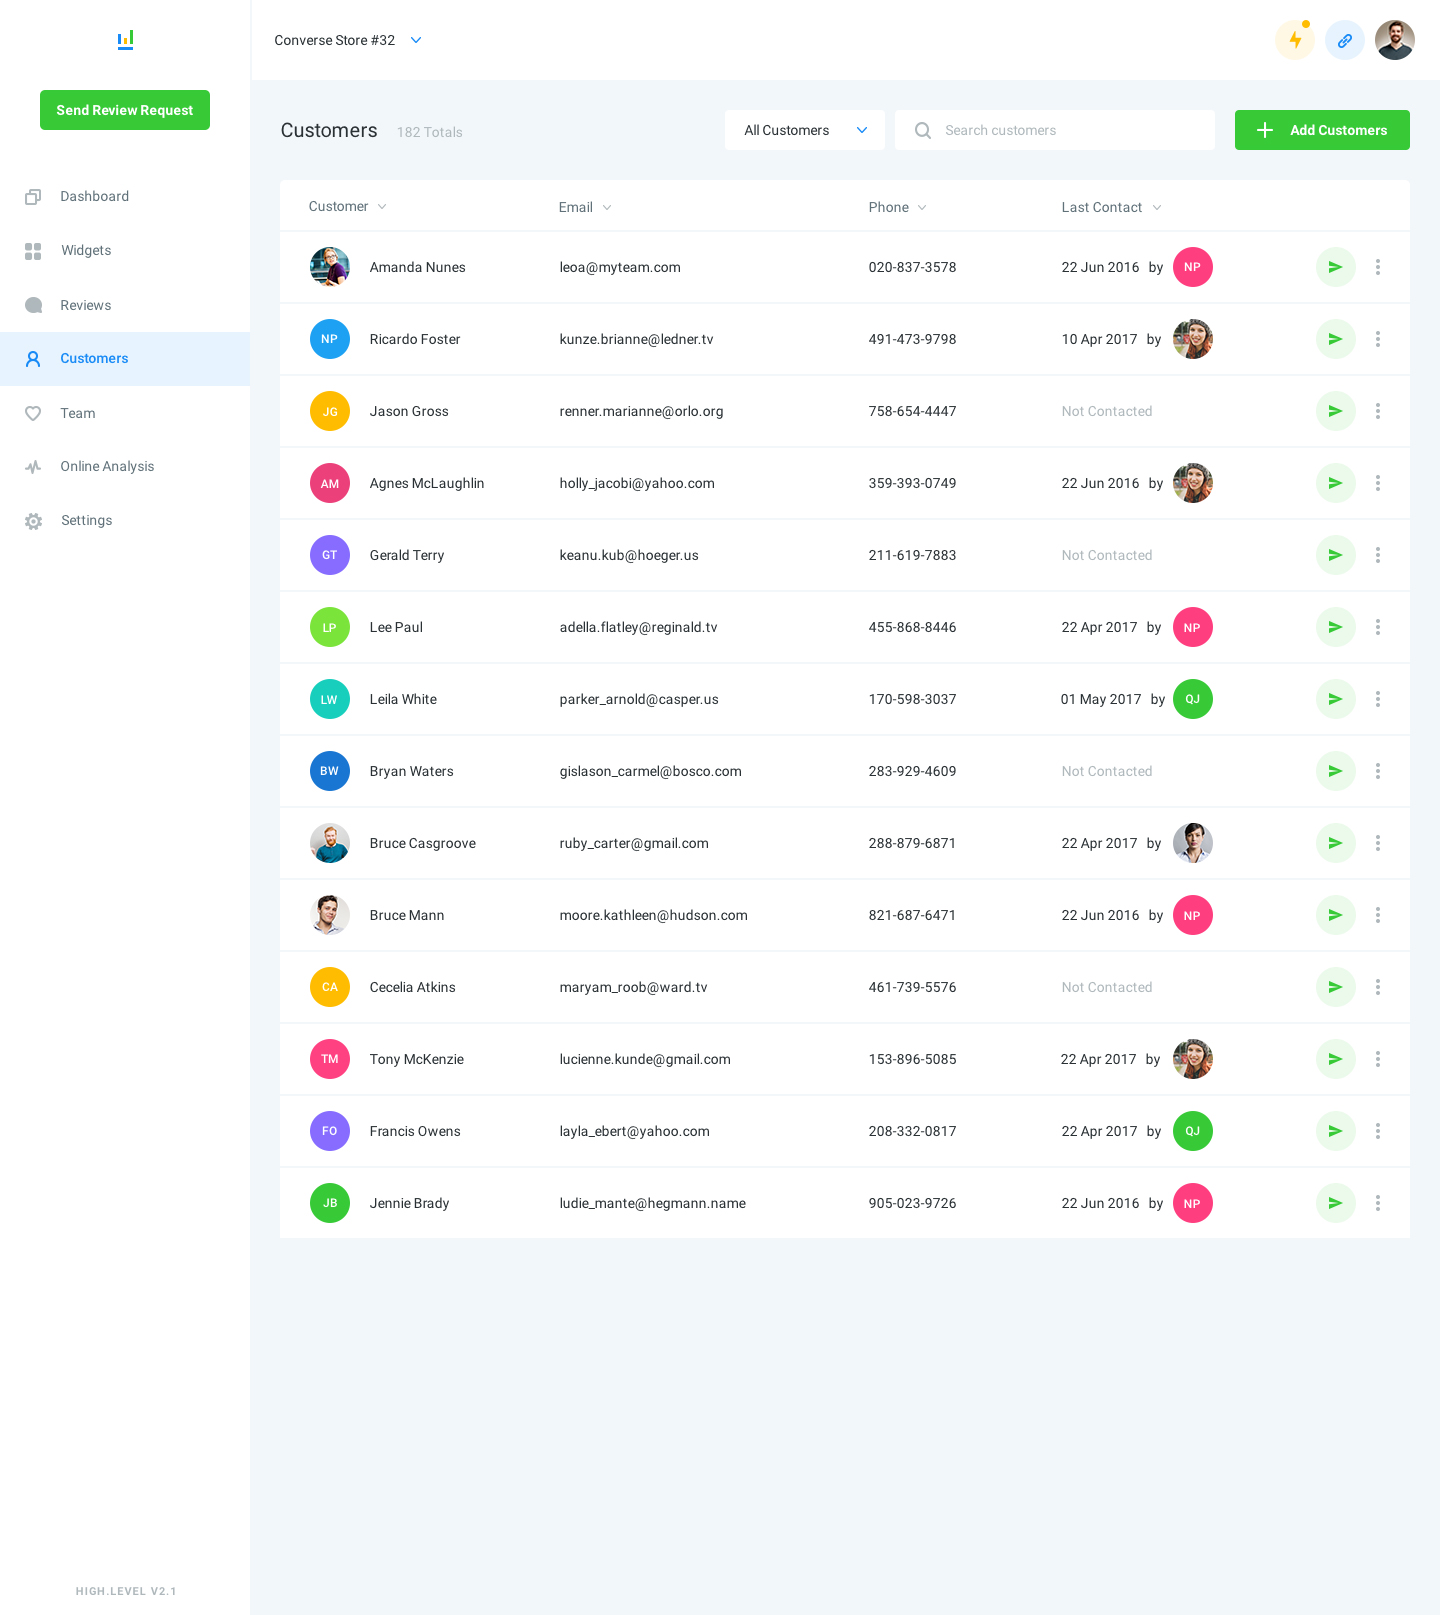 Converse Store #32
Send Review Request
Dashboard
Widgets
Reviews
Customers
Team
Online Analysis
Settings
HIGH.LEVEL V2.1
Customers 182 Totals
All Customers
Search customers
Add Customers
Customer Email Phone Last Contact
Amanda Nunes leoa@myteam.com 020-837-3578 22 Jun 2016 by NP
NP Ricardo Foster kunze.brianne@ledner.tv 491-473-9798 10 Apr 2017 by
JG Jason Gross renner.marianne@orlo.org 758-654-4447 Not Contacted
AM Agnes McLaughlin holly_jacobi@yahoo.com 359-393-0749 22 Jun 2016 by
GT Gerald Terry keanu.kub@hoeger.us 211-619-7883 Not Contacted
LP Lee Paul adella.flatley@reginald.tv 455-868-8446 22 Apr 2017 by NP
LW Leila White parker_arnold@casper.us 170-598-3037 01 May 2017 by QJ
BW Bryan Waters gislason_carmel@bosco.com 283-929-4609 Not Contacted
Bruce Casgroove ruby_carter@gmail.com 288-879-6871 22 Apr 2017 by
Bruce Mann moore.kathleen@hudson.com 821-687-6471 22 Jun 2016 by NP
CA Cecelia Atkins maryam_roob@ward.tv 461-739-5576 Not Contacted
TM Tony McKenzie lucienne.kunde@gmail.com 153-896-5085 22 Apr 2017 by
FO Francis Owens layla_ebert@yahoo.com 208-332-0817 22 Apr 2017 by QJ
JB Jennie Brady ludie_mante@hegmann.name 905-023-9726 22 Jun 2016 by NP